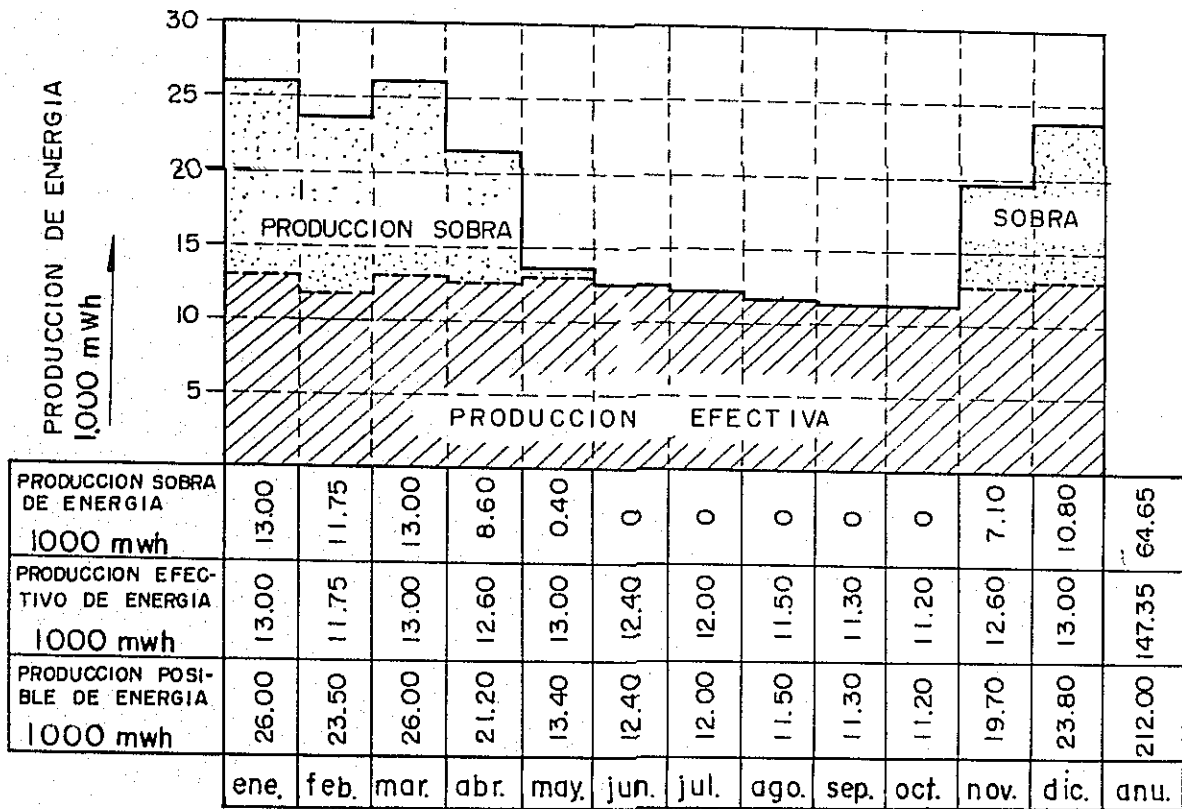 PRODUCCION DE ENERGIA
1,000 mWh
30
25
20
15
10
5
PRODUCCION SOBRA
SOBRA
PRODUCCION EFECTIVA
PRODUCCION SOBRA
DE ENERGIA
1000 mwh
13.00 11.75 13.00 8.60 0.40 0 0 0 0 0 7.10 10.80 64.65
PRODUCCION EFEC-
TIVO DE ENERGIA
1000 mwh
13.00 11.75 13.00 12.60 13.00 12.40 12.00 11.50 11.30 11.20 12.60 13.00 147.35
PRODUCCION POSI-
BLE DE ENERGIA
1000 mwh
26.00 23.50 26.00 21.20 13.40 12.40 12.00 11.50 11.30 11.20 19.70 23.80 212.00
ene. feb. mar. abr. may. jun. jul. ago. sep. oct. nov. dic. anu.